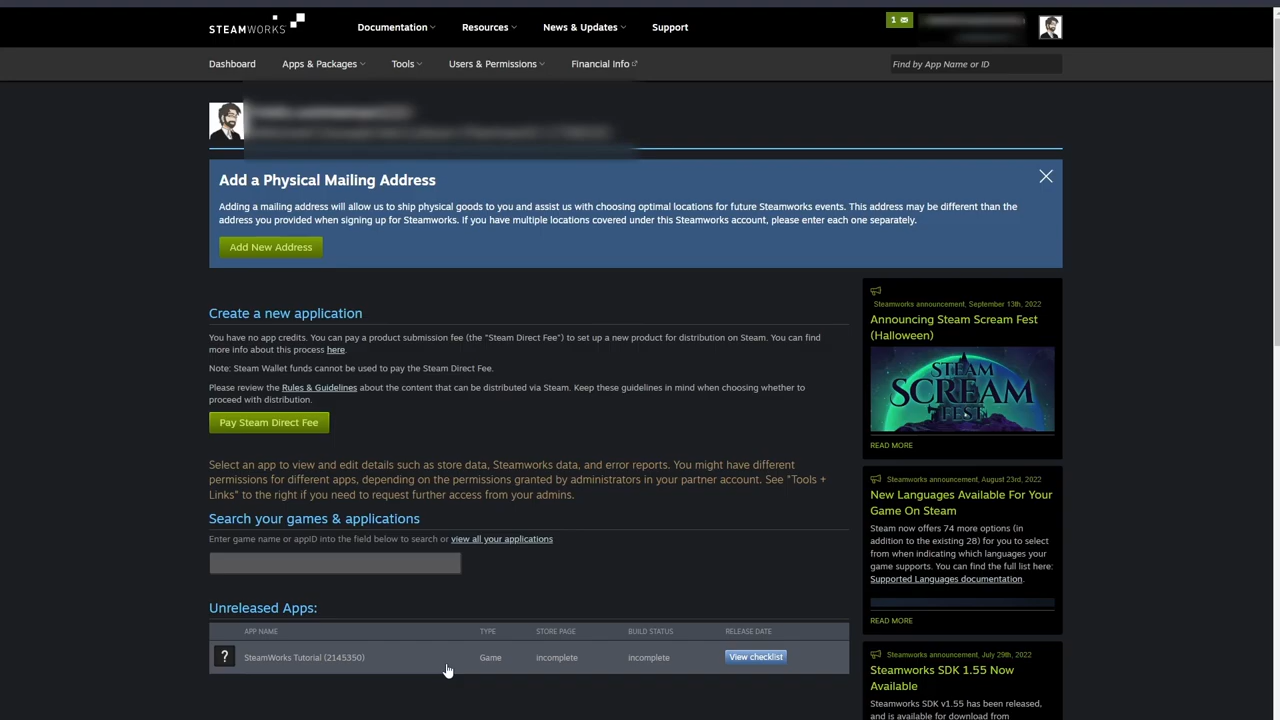 STEAMWORKS
Documentation
Resources
News & Updates
Support
1
Dashboard
Apps & Packages
Tools
Users & Permissions
Financial Info
Find by App Name or ID
Add a Physical Mailing Address
Adding a mailing address will allow us to ship physical goods to you and assist us with choosing optimal locations for future Steamworks events. This address may be different than the
address you provided when signing up for Steamworks. If you have multiple locations covered under this Steamworks account, please enter each one separately.
Add New Address
Create a new application
You have no app credits. You can pay a product submission fee (the "Steam Direct Fee") to set up a new product for distribution on Steam. You can find
more info about this process here.
Note: Steam Wallet funds cannot be used to pay the Steam Direct Fee.
Please review the Rules & Guidelines about the content that can be distributed via Steam. Keep these guidelines in mind when choosing whether to
proceed with distribution.
Pay Steam Direct Fee
Select an app to view and edit details such as store data, Steamworks data, and error reports. You might have different
permissions for different apps, depending on the permissions granted by administrators in your partner account. See "Tools +
Links" to the right if you need to request further access from your admins.
Search your games & applications
Enter game name or appID into the field below to search or view all your applications
Unreleased Apps:
APP NAME TYPE STORE PAGE BUILD STATUS RELEASE DATE
? SteamWorks Tutorial (2145350) Game incomplete incomplete View checklist
Steamworks announcement, September 13th, 2022
Announcing Steam Scream Fest
(Halloween)
STEAM
SCREAM
FEST
READ MORE
Steamworks announcement, August 23rd, 2022
New Languages Available For Your
Game On Steam
Steam now offers 74 more options (in
addition to the existing 28) for you to select
from when indicating which languages your
game supports. You can find the full list here:
Supported Languages documentation.
READ MORE
Steamworks announcement, July 29th, 2022
Steamworks SDK 1.55 Now
Available
Steamworks SDK v1.55 has been released,
and is available for download from